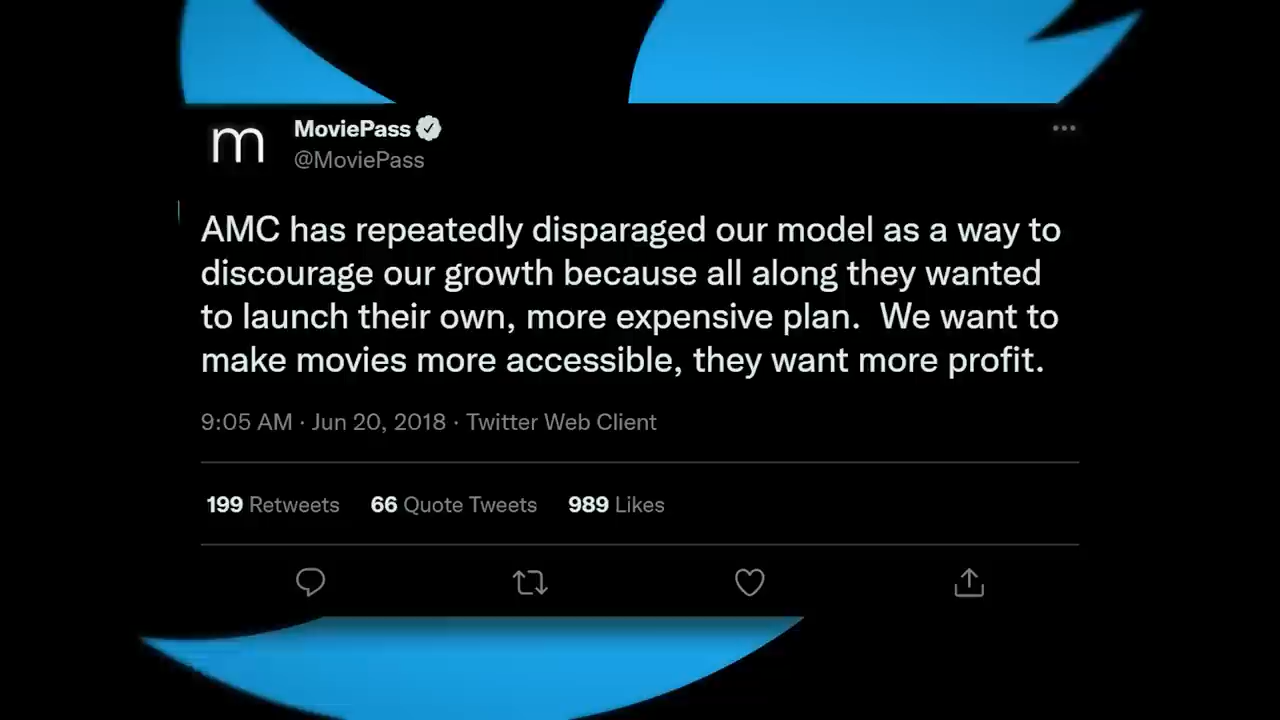 m
MoviePass
@MoviePass
AMC has repeatedly disparaged our model as a way to
discourage our growth because all along they wanted
to launch their own, more expensive plan.  We want to
make movies more accessible, they want more profit.
9:05 AM · Jun 20, 2018 · Twitter Web Client
199 Retweets 66 Quote Tweets 989 Likes